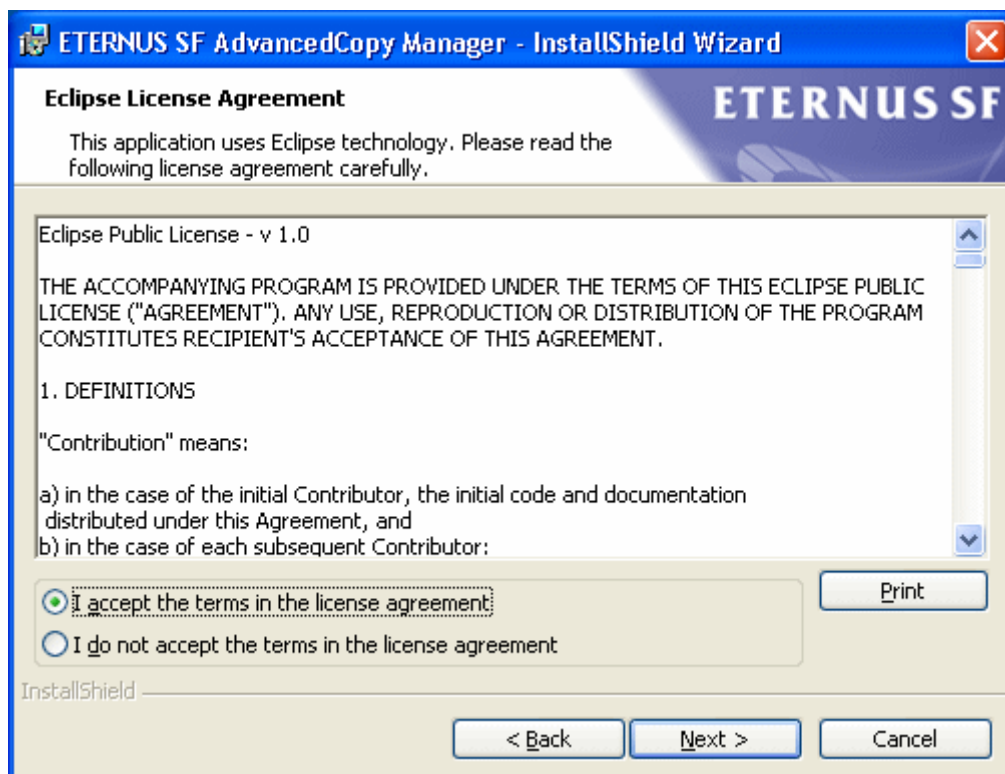 ETERNUS SF AdvancedCopy Manager - InstallShield Wizard
Eclipse License Agreement
ETERNUS SF
This application uses Eclipse technology. Please read the
following license agreement carefully.
Eclipse Public License - v 1.0
THE ACCOMPANYING PROGRAM IS PROVIDED UNDER THE TERMS OF THIS ECLIPSE PUBLIC
LICENSE ("AGREEMENT"). ANY USE, REPRODUCTION OR DISTRIBUTION OF THE PROGRAM
CONSTITUTES RECIPIENT'S ACCEPTANCE OF THIS AGREEMENT.
1. DEFINITIONS
"Contribution" means:
a) in the case of the initial Contributor, the initial code and documentation
distributed under this Agreement, and
b) in the case of each subsequent Contributor:
I accept the terms in the license agreement
Print
I do not accept the terms in the license agreement
InstallShield
< Back
Next >
Cancel